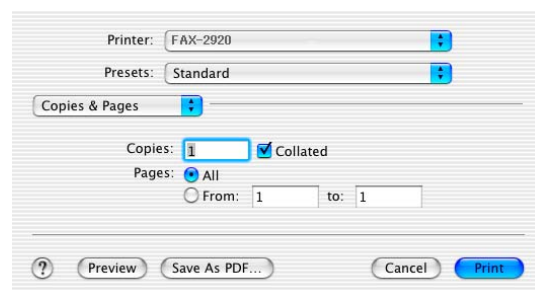 Printer: FAX-2920
Presets: Standard
Copies & Pages
Copies: 1 Collated
Pages: All
From: 1 to: 1
? Preview Save As PDF... Cancel Print